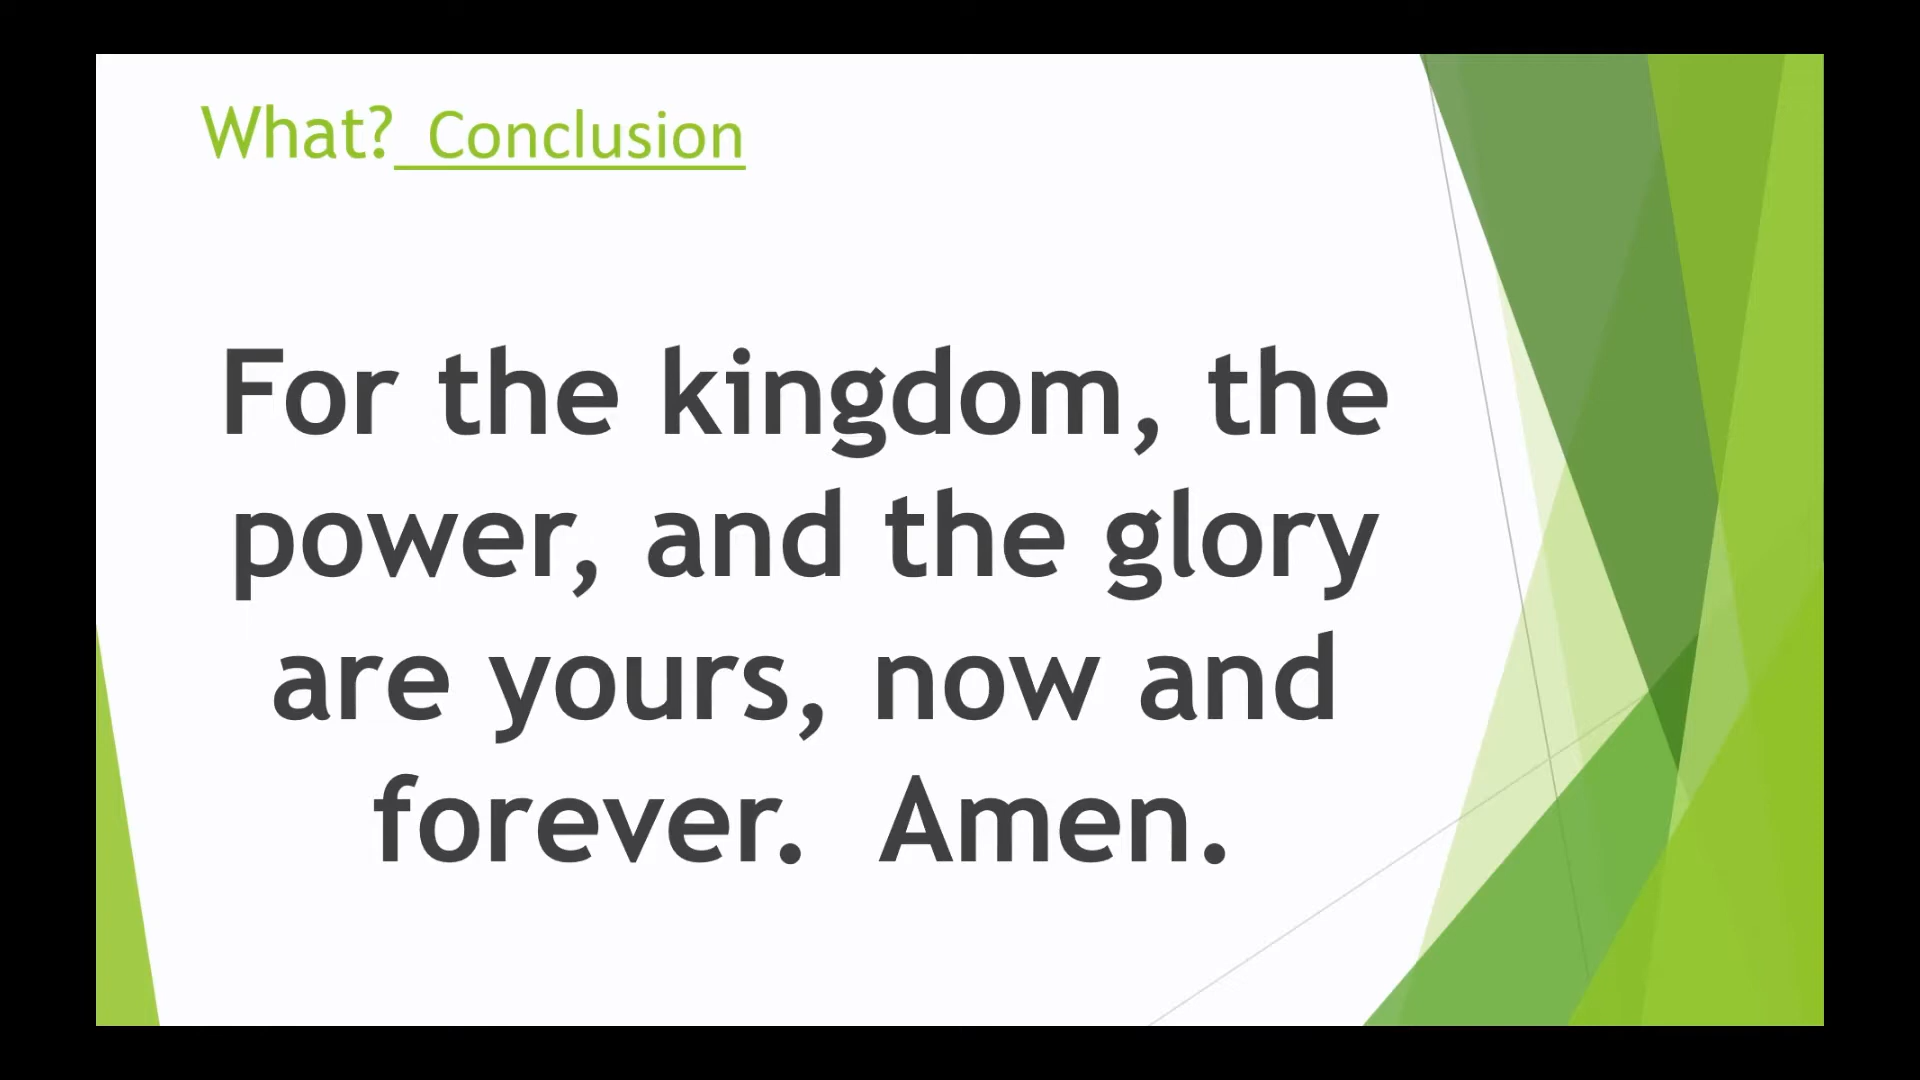 What?  Conclusion
For the kingdom, the
power, and the glory
are yours, now and
forever.  Amen.